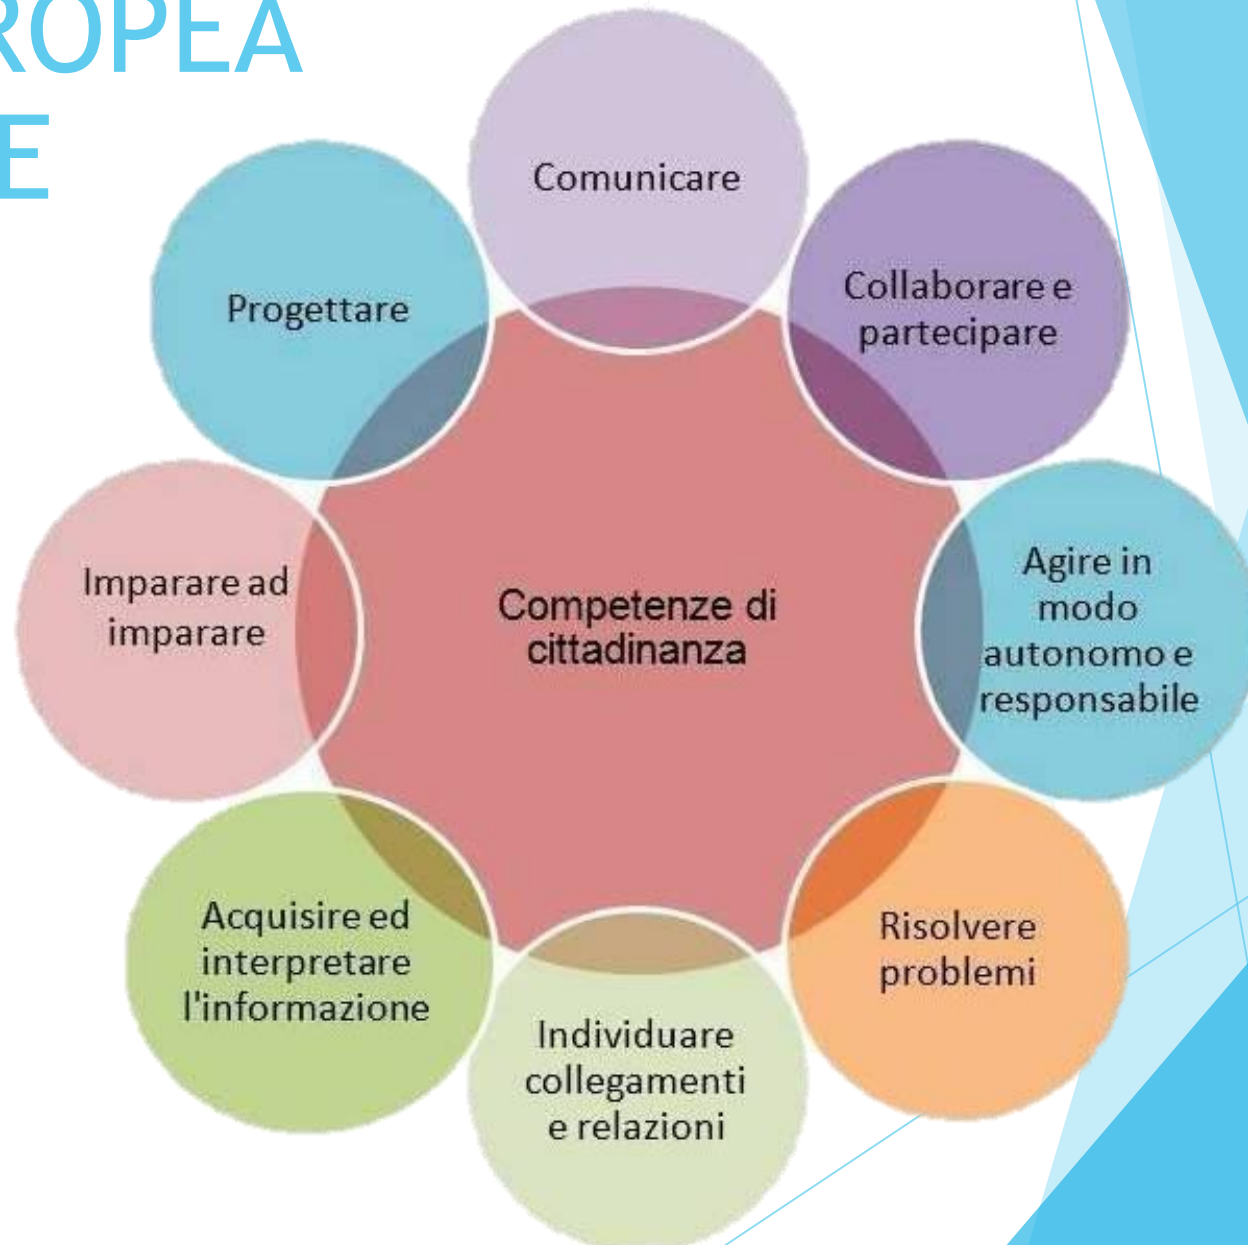 ROPEA
E
Comunicare
Collaborare e
partecipare
Progettare
Agire in
modo
autonomo e
responsabile
Imparare ad
imparare
Competenze di
cittadinanza
Risolvere
problemi
Acquisire ed
interpretare
l'informazione
Individuare
collegamenti
e relazioni